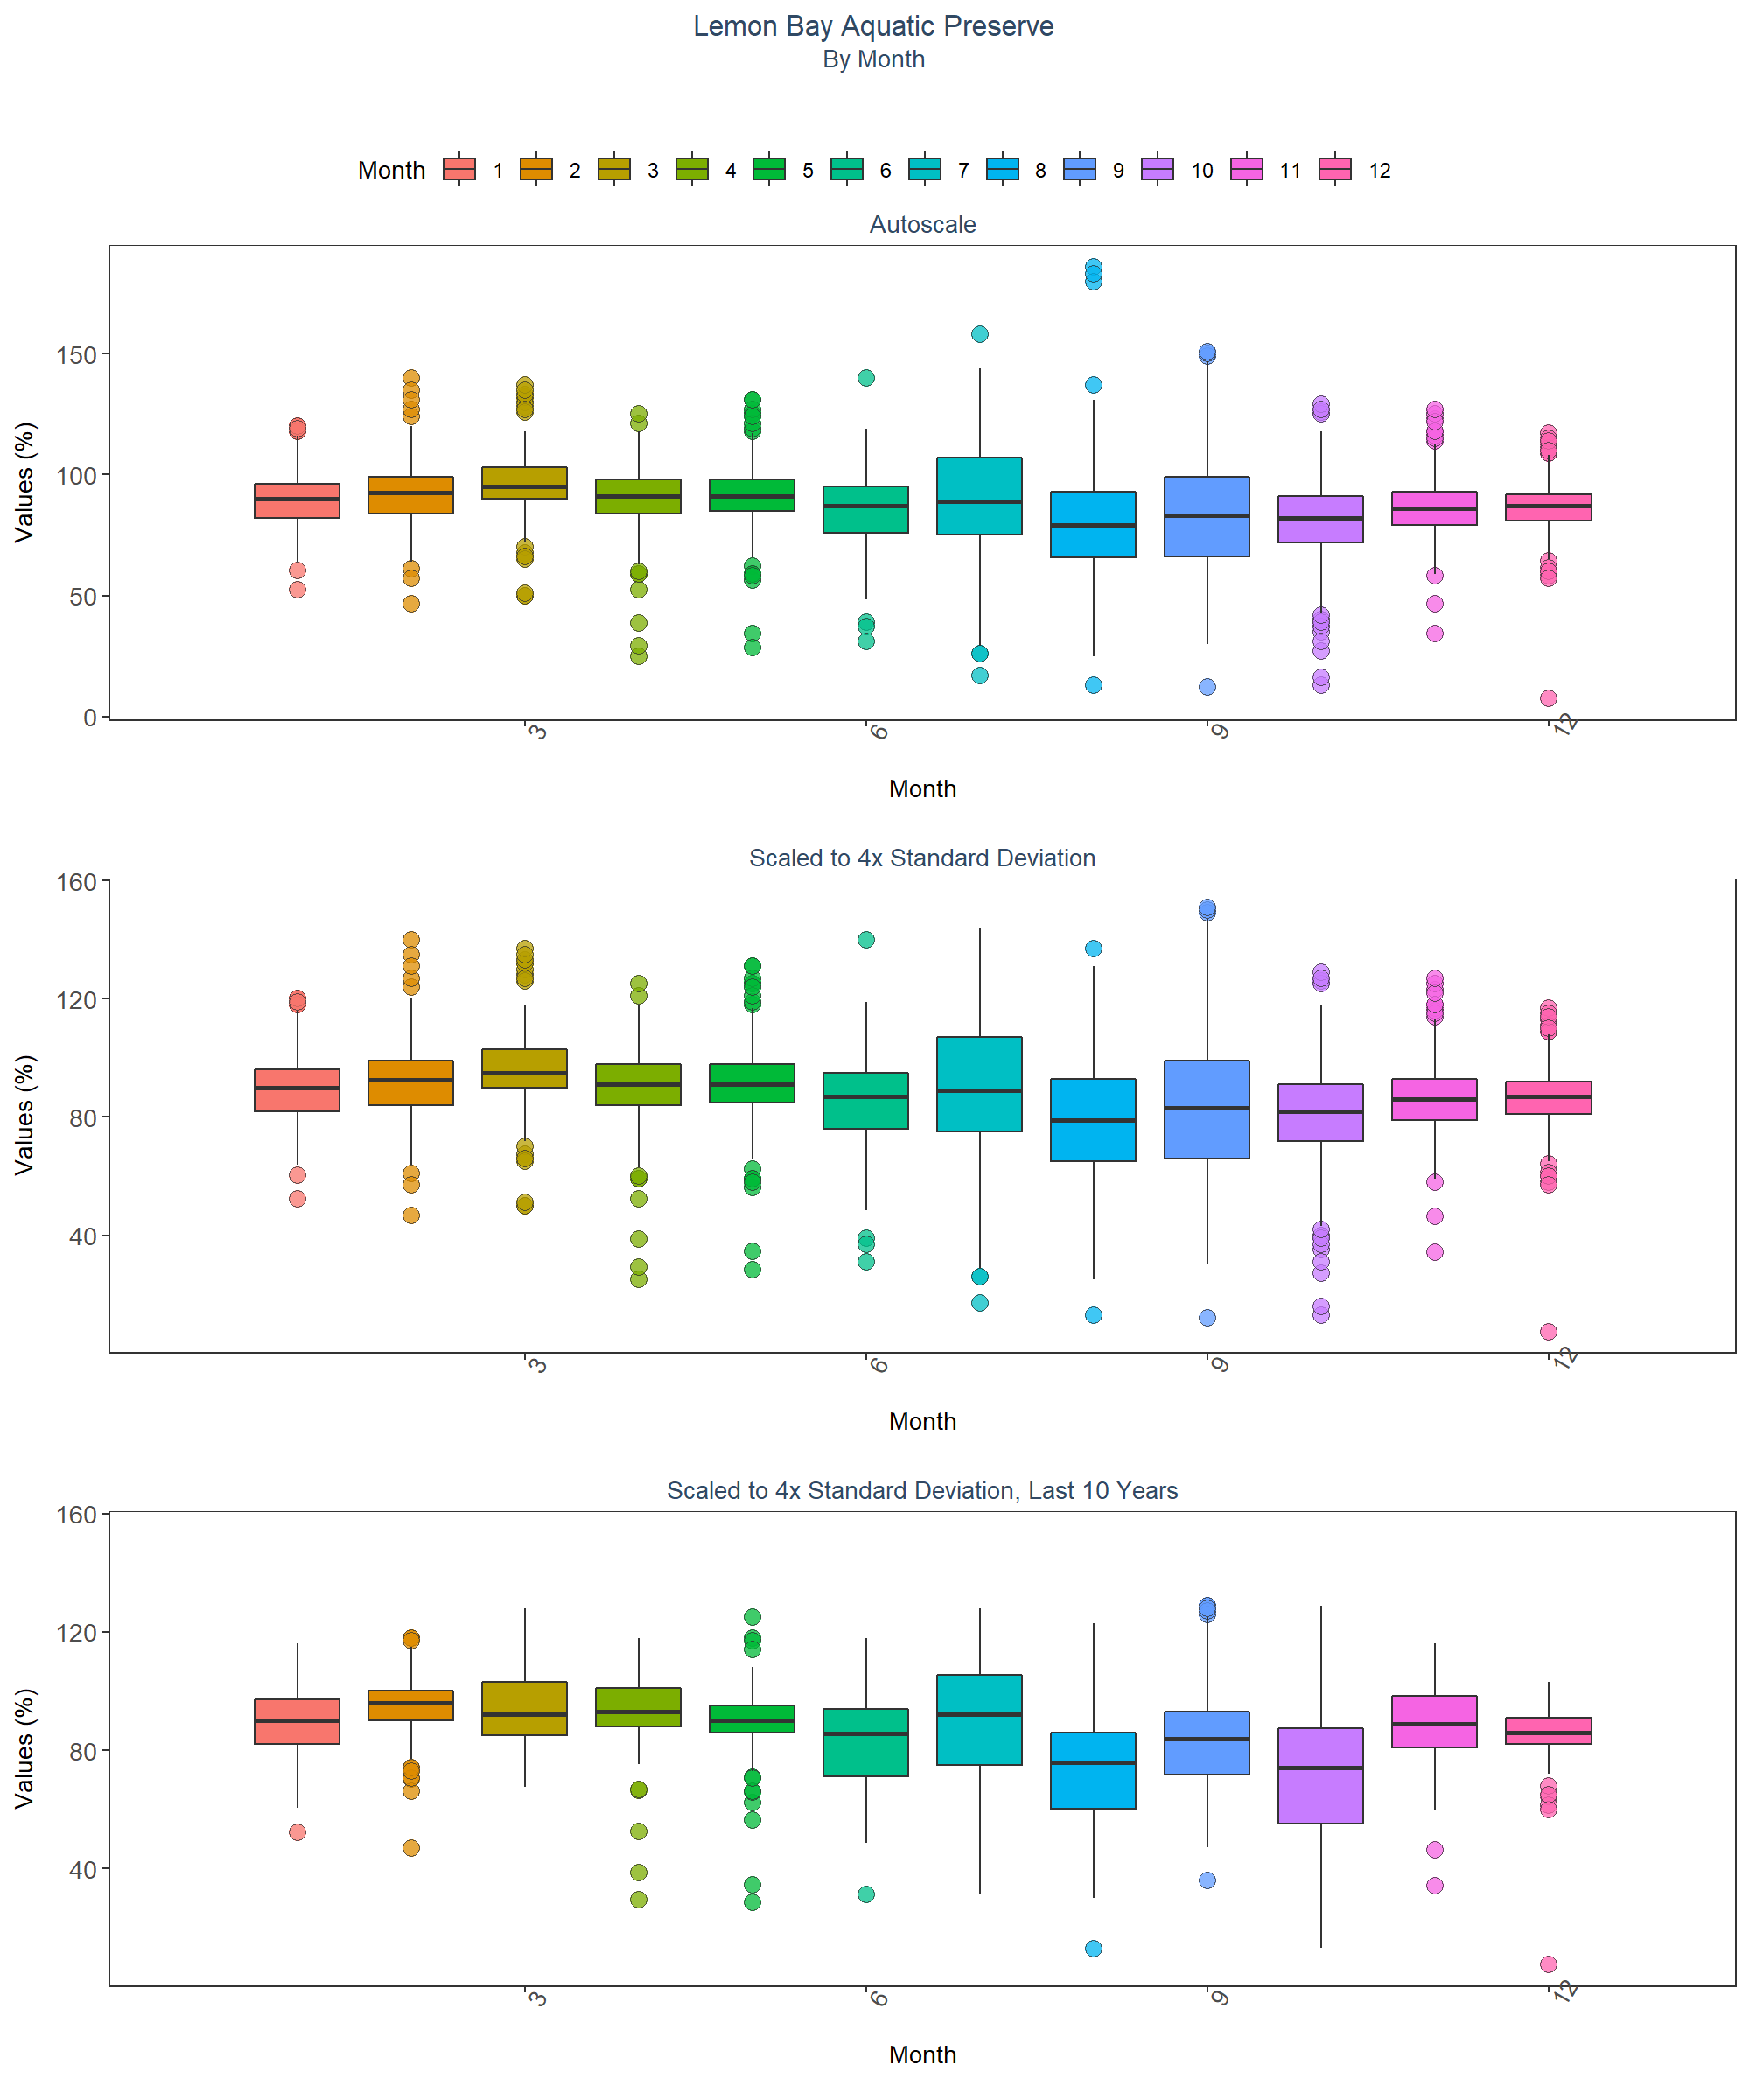 Lemon Bay Aquatic Preserve
By Month
Month 1 2 3 4 5 6 7 8 9 10 11 12
Autoscale
Values (%)
150
100
50
0
3 6 9 12
Month
Scaled to 4x Standard Deviation
Values (%)
160
120
80
40
3 6 9 12
Month
Scaled to 4x Standard Deviation, Last 10 Years
Values (%)
160
120
80
40
3 6 9 12
Month